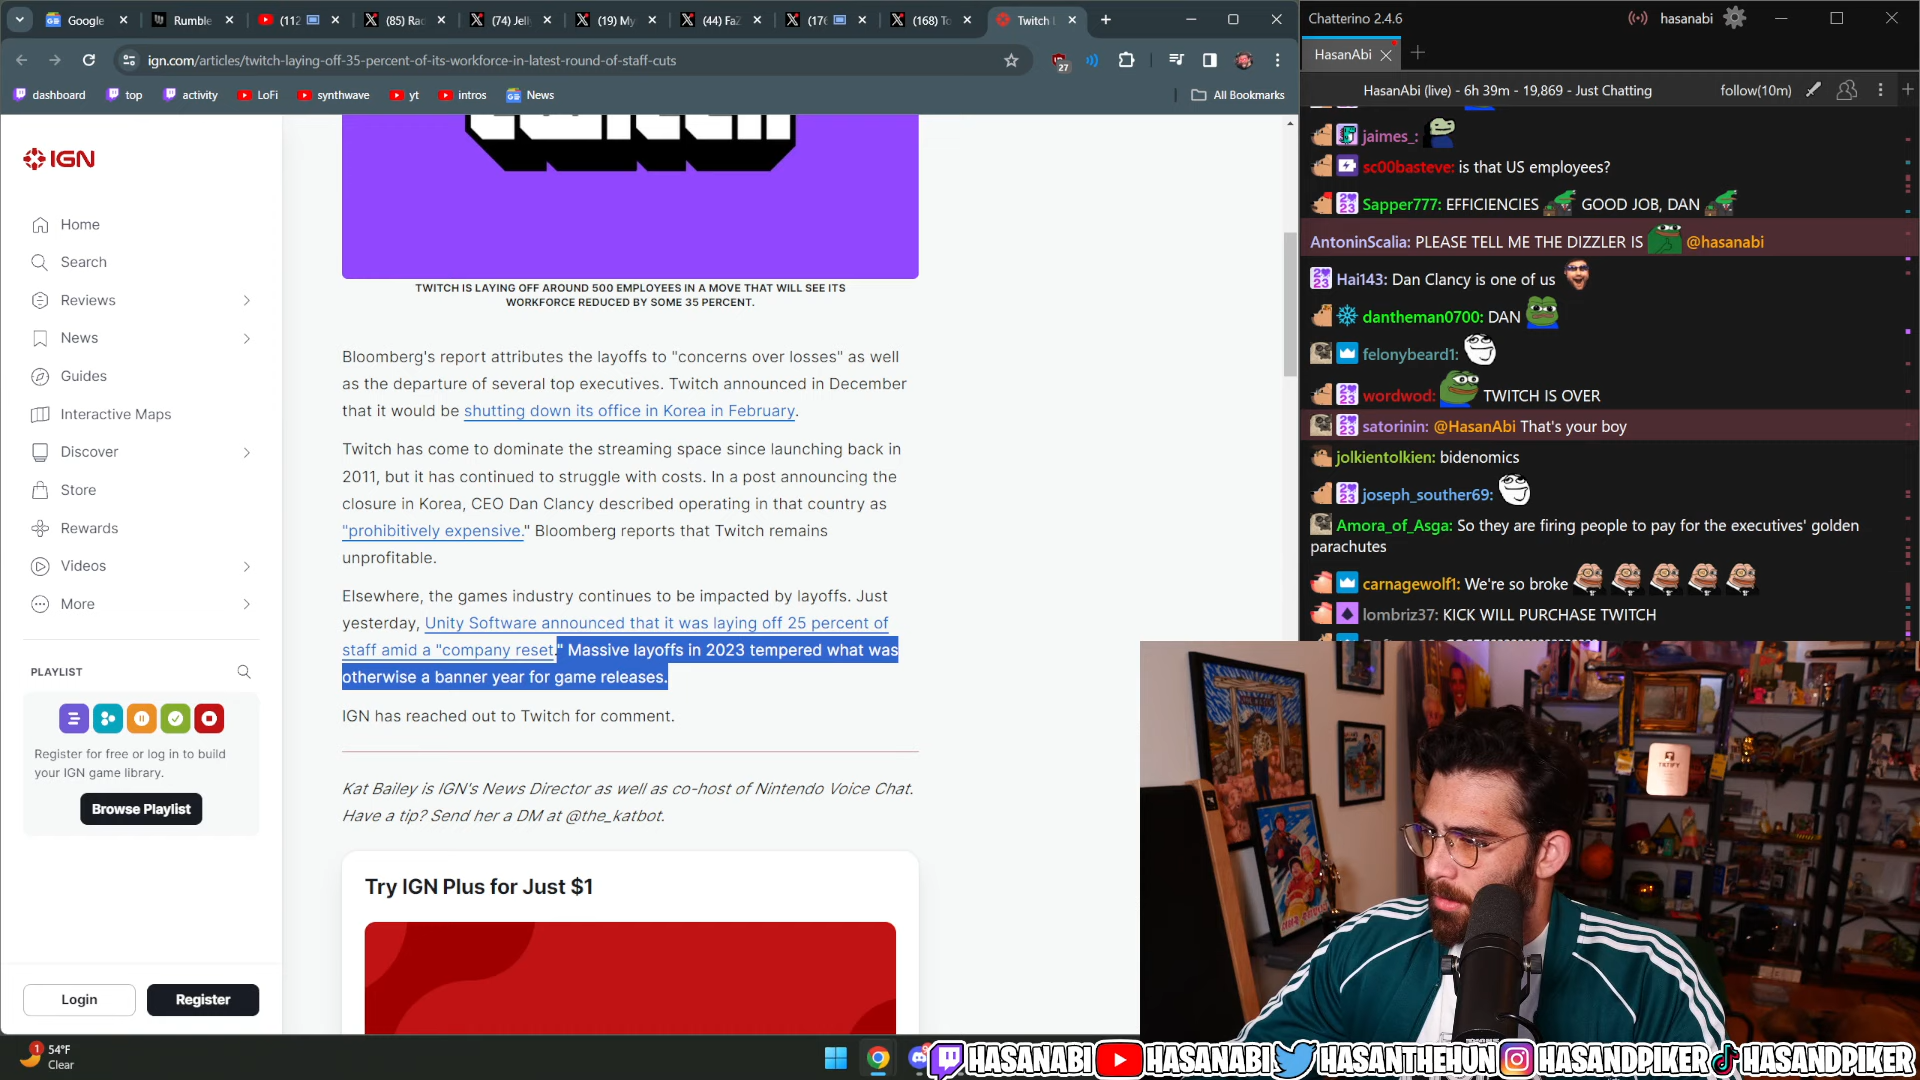 Google
Rumble
(112
(85) Rac
(74) Jell
(19) My
(44) FaZ
(176
(168) To
Twitch L
ign.com/articles/twitch-laying-off-35-percent-of-its-workforce-in-latest-round-of-staff-cuts
27
dashboard
top
activity
LoFi
synthwave
yt
intros
News
All Bookmarks
IGN
Home
Search
Reviews
News
Guides
Interactive Maps
Discover
Store
Rewards
Videos
More
PLAYLIST
Register for free or log in to build
your IGN game library.
Browse Playlist
Login
Register
TWITCH IS LAYING OFF AROUND 500 EMPLOYEES IN A MOVE THAT WILL SEE ITS
WORKFORCE REDUCED BY SOME 35 PERCENT.
Bloomberg's report attributes the layoffs to "concerns over losses" as well
as the departure of several top executives. Twitch announced in December
that it would be shutting down its office in Korea in February.
Twitch has come to dominate the streaming space since launching back in
2011, but it has continued to struggle with costs. In a post announcing the
closure in Korea, CEO Dan Clancy described operating in that country as
"prohibitively expensive." Bloomberg reports that Twitch remains
unprofitable.
Elsewhere, the games industry continues to be impacted by layoffs. Just
yesterday, Unity Software announced that it was laying off 25 percent of
staff amid a "company reset." Massive layoffs in 2023 tempered what was
otherwise a banner year for game releases.
IGN has reached out to Twitch for comment.
Kat Bailey is IGN's News Director as well as co-host of Nintendo Voice Chat.
Have a tip? Send her a DM at @the_katbot.
Try IGN Plus for Just $1
Chatterino 2.4.6
hasanabi
HasanAbi
HasanAbi (live) - 6h 39m - 19,869 - Just Chatting
follow(10m)
jaimes_:
sc00basteve: is that US employees?
Sapper777: EFFICIENCIES GOOD JOB, DAN
AntoninScalia: PLEASE TELL ME THE DIZZLER IS @hasanabi
Hai143: Dan Clancy is one of us
dantheman0700: DAN
felonybeard1:
wordwod: TWITCH IS OVER
satorinin: @HasanAbi That's your boy
jolkientolkien: bidenomics
joseph_souther69:
Amora_of_Asga: So they are firing people to pay for the executives' golden
parachutes
carnagewolf1: We're so broke
lombriz37: KICK WILL PURCHASE TWITCH
1
54°F
Clear
HASANABI
HASANABI
HASANTHEHUN
HASANDPIKER
HASANDPIKER